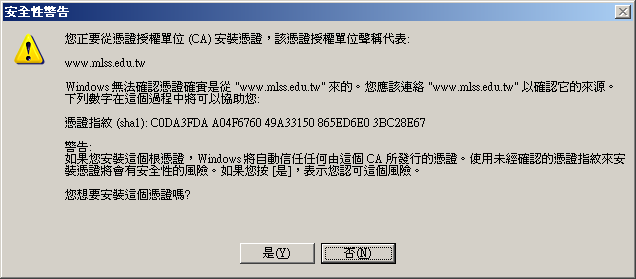 安全性警告
您正要從憑證授權單位 (CA) 安裝憑證，該憑證授權單位聲稱代表:
www.mlss.edu.tw
Windows 無法確認憑證確實是從 "www.mlss.edu.tw" 來的。您應該連絡 "www.mlss.edu.tw" 以確認它的來源。
下列數字在這個過程中將可以協助您:
憑證指紋 (sha1): C0DA3FDA A04F6760 49A33150 865ED6E0 3BC28E67
警告:
如果您安裝這個根憑證，Windows 將自動信任任何由這個 CA 所發行的憑證。使用未經確認的憑證指紋來安
裝憑證將會有安全性的風險。如果您按 [是]，表示您認可這個風險。
您想要安裝這個憑證嗎?
是(Y)
否(N)